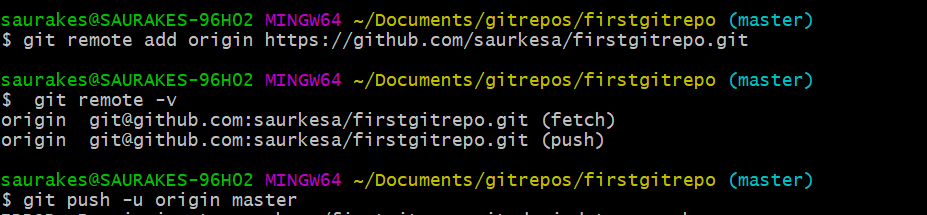 saurakes@SAURAKES-96H02 MINGW64 ~/Documents/gitrepos/firstgitrepo (master)
$ git remote add origin https://github.com/saurkesa/firstgitrepo.git
saurakes@SAURAKES-96H02 MINGW64 ~/Documents/gitrepos/firstgitrepo (master)
$  git remote -v
origin  git@github.com:saurkesa/firstgitrepo.git (fetch)
origin  git@github.com:saurkesa/firstgitrepo.git (push)
saurakes@SAURAKES-96H02 MINGW64 ~/Documents/gitrepos/firstgitrepo (master)
$ git push -u origin master